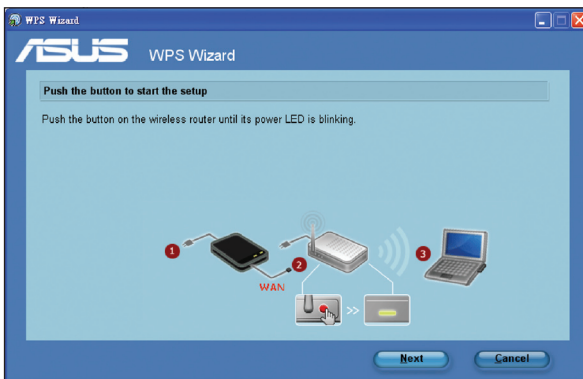 WPS Wizard
ASUS WPS Wizard
Push the button to start the setup
Push the button on the wireless router until its power LED is blinking.
1
2
3
WAN
>>
Next
Cancel